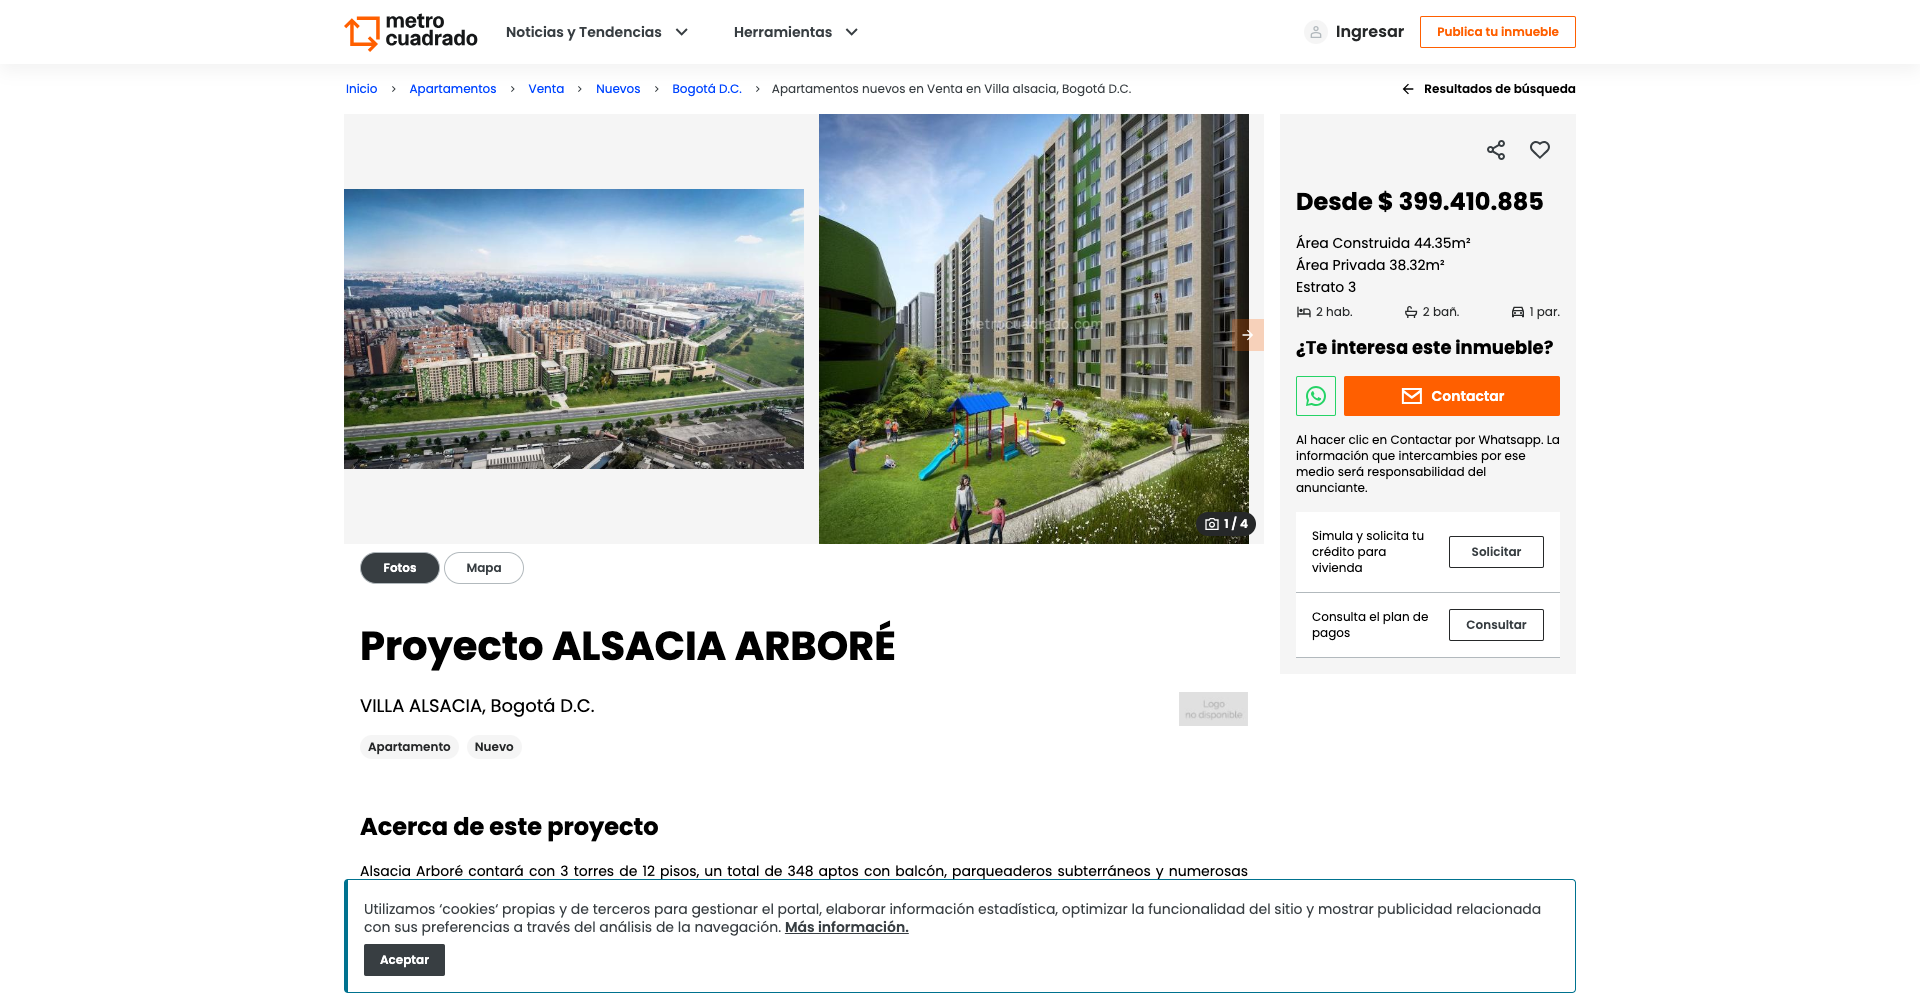 metro
cuadrado
Noticias y Tendencias
Herramientas
Ingresar
Publica tu inmueble
Inicio > Apartamentos > Venta > Nuevos > Bogotá D.C. > Apartamentos nuevos en Venta en Villa alsacia, Bogotá D.C.
Resultados de búsqueda
Metrocuadrado.com
1 / 4
Desde $ 399.410.885
Área Construida 44.35m²
Área Privada 38.32m²
Estrato 3
2 hab. 2 bañ. 1 par.
¿Te interesa este inmueble?
Contactar
Al hacer clic en Contactar por Whatsapp. La
información que intercambies por ese
medio será responsabilidad del
anunciante.
Simula y solicita tu
crédito para
vivienda
Solicitar
Consulta el plan de
pagos
Consultar
Fotos
Mapa
Proyecto ALSACIA ARBORÉ
VILLA ALSACIA, Bogotá D.C.
Logo
no disponible
Apartamento
Nuevo
Acerca de este proyecto
Alsacia Arboré contará con 3 torres de 12 pisos, un total de 348 aptos con balcón, parqueaderos subterráneos y numerosas
Utilizamos ‘cookies‘ propias y de terceros para gestionar el portal, elaborar información estadística, optimizar la funcionalidad del sitio y mostrar publicidad relacionada
con sus preferencias a través del análisis de la navegación. Más información.
Aceptar